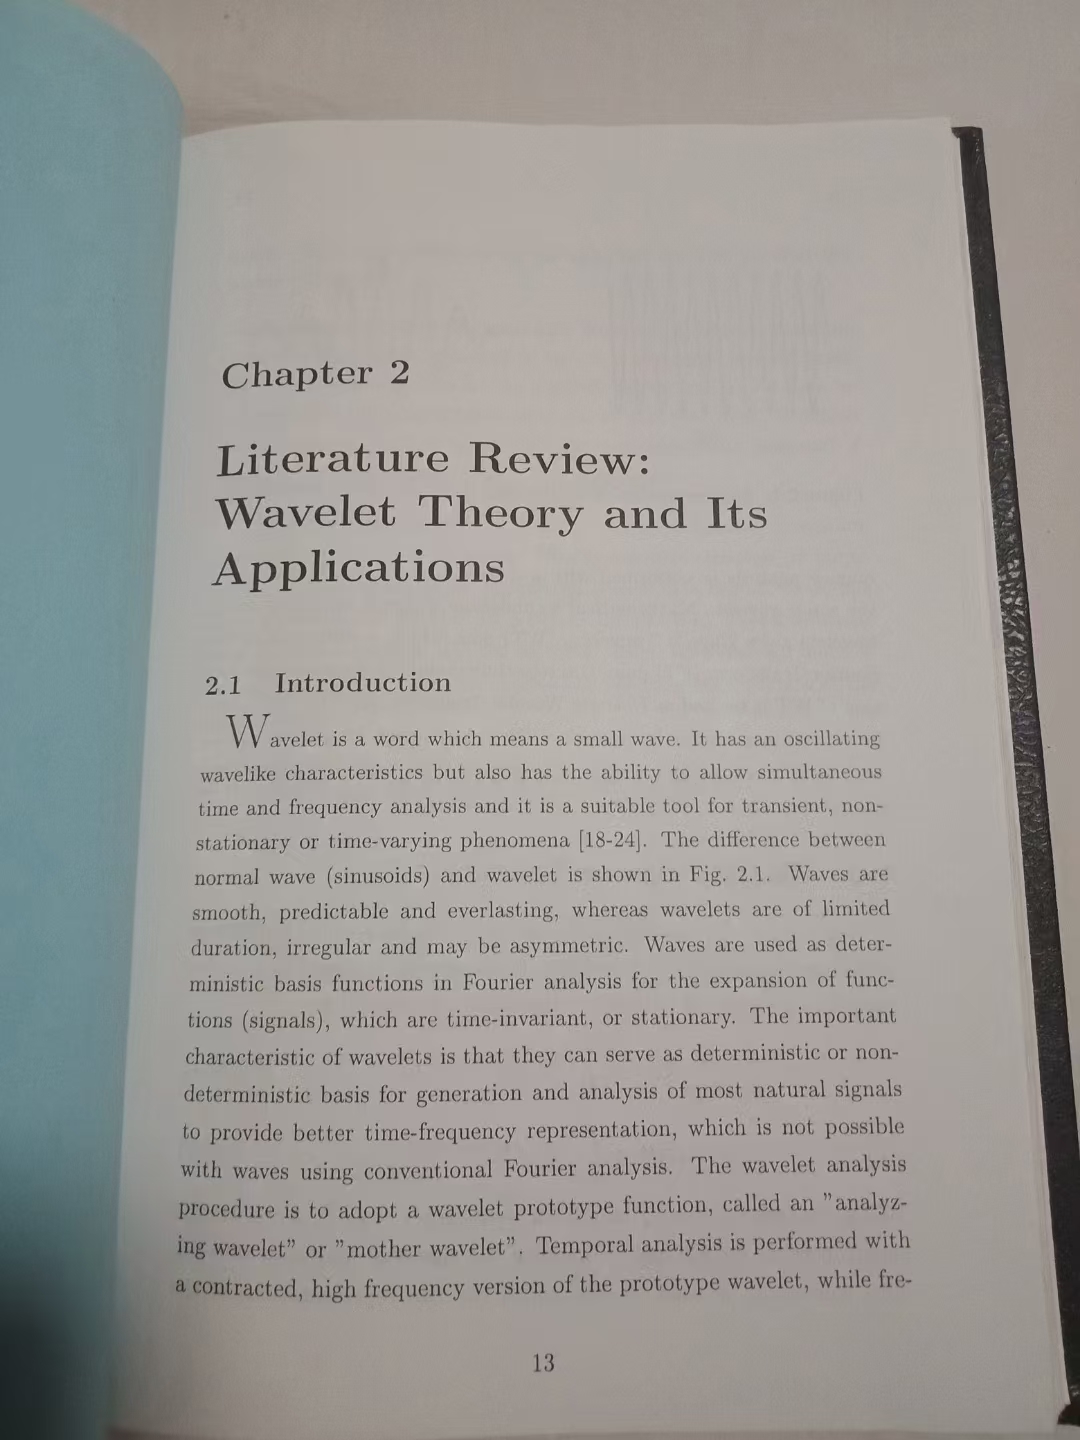 Chapter 2
Literature Review:
Wavelet Theory and Its
Applications
2.1 Introduction
Wavelet is a word which means a small wave. It has an oscillating
wavelike characteristics but also has the ability to allow simultaneous
time and frequency analysis and it is a suitable tool for transient, non-
stationary or time-varying phenomena [18-24]. The difference between
normal wave (sinusoids) and wavelet is shown in Fig. 2.1. Waves are
smooth, predictable and everlasting, whereas wavelets are of limited
duration, irregular and may be asymmetric. Waves are used as deter-
ministic basis functions in Fourier analysis for the expansion of func-
tions (signals), which are time-invariant, or stationary. The important
characteristic of wavelets is that they can serve as deterministic or non-
deterministic basis for generation and analysis of most natural signals
to provide better time-frequency representation, which is not possible
with waves using conventional Fourier analysis. The wavelet analysis
procedure is to adopt a wavelet prototype function, called an ”analyz-
ing wavelet” or ”mother wavelet”. Temporal analysis is performed with
a contracted, high frequency version of the prototype wavelet, while fre-
13